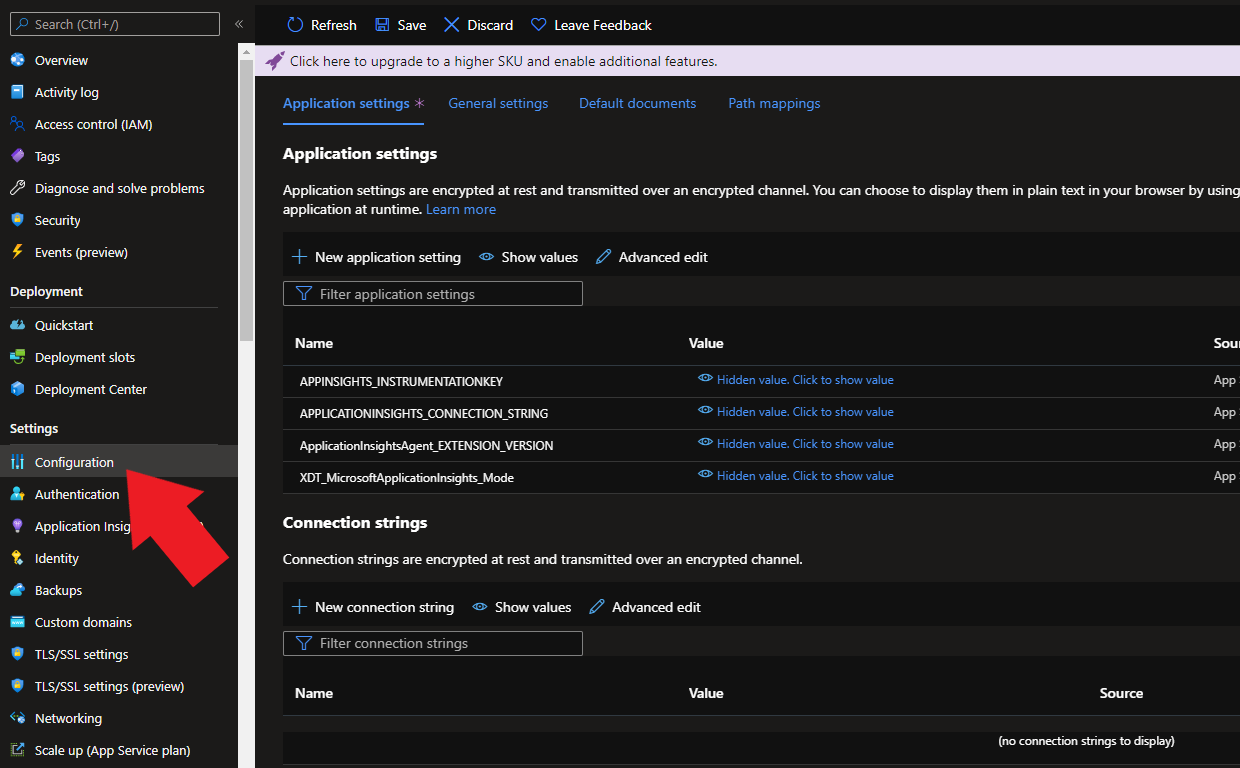 Search (Ctrl+/)
«
Overview
Activity log
Access control (IAM)
Tags
Diagnose and solve problems
Security
Events (preview)
Deployment
Quickstart
Deployment slots
Deployment Center
Settings
Configuration
Authentication
Application
Identity
Backups
Custom domains
TLS/SSL settings
TLS/SSL settings (preview)
Networking
Scale up (App Service plan)
Refresh Save Discard Leave Feedback
Click here to upgrade to a higher SKU and enable additional features.
Application settings * General settings Default documents Path mappings
Application settings
Application settings are encrypted at rest and transmitted over an encrypted channel. You can choose to display them in plain text in your browser by using
application at runtime. Learn more
New application setting Show values Advanced edit
Filter application settings
Name Value
APPINSIGHTS_INSTRUMENTATIONKEY Hidden value. Click to show value App
APPLICATIONINSIGHTS_CONNECTION_STRING Hidden value. Click to show value App
ApplicationInsightsAgent_EXTENSION_VERSION Hidden value. Click to show value App
XDT_MicrosoftApplicationInsights_Mode Hidden value. Click to show value App
Connection strings
Connection strings are encrypted at rest and transmitted over an encrypted channel.
New connection string Show values Advanced edit
Filter connection strings
Name Value Source
(no connection strings to display)